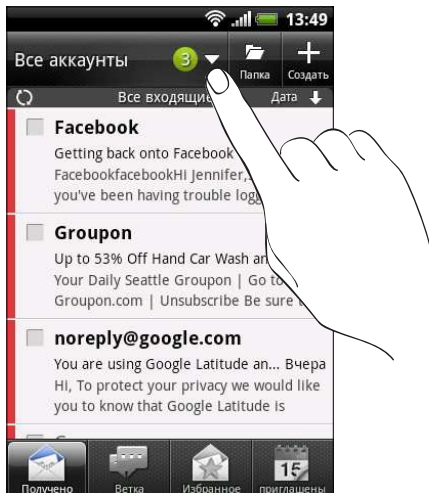 13:49
Все аккаунты 3
Папка Создать
Все входящие Дата
Facebook
Getting back onto Facebook
FacebookfacebookHi Jennifer,
you've been having trouble
Groupon
Up to 53% Off Hand Car Wash
Your Daily Seattle Groupon | Go to
Groupon.com | Unsubscribe Be sure
noreply@google.com
You are using Google Latitude an... Вчера
Hi, To protect your privacy we would like
you to know that Google Latitude is
Получено Ветка Избранное 15 приглашены